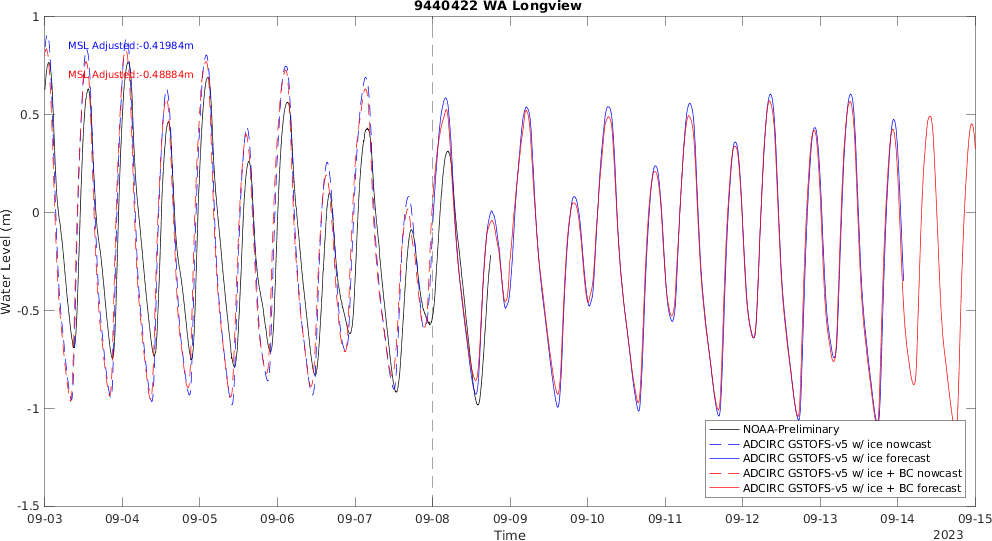 9440422 WA Longview
MSL Adjusted:-0.41984m
MSL Adjusted:-0.48884m
1
0.5
0
-0.5
-1
-1.5
Water Level (m)
NOAA-Preliminary
ADCIRC GSTOFS-v5 w/ ice nowcast
ADCIRC GSTOFS-v5 w/ ice forecast
ADCIRC GSTOFS-v5 w/ ice + BC nowcast
ADCIRC GSTOFS-v5 w/ ice + BC forecast
09-03 09-04 09-05 09-06 09-07 09-08 09-09 09-10 09-11 09-12 09-13 09-14 09-15
Time
2023